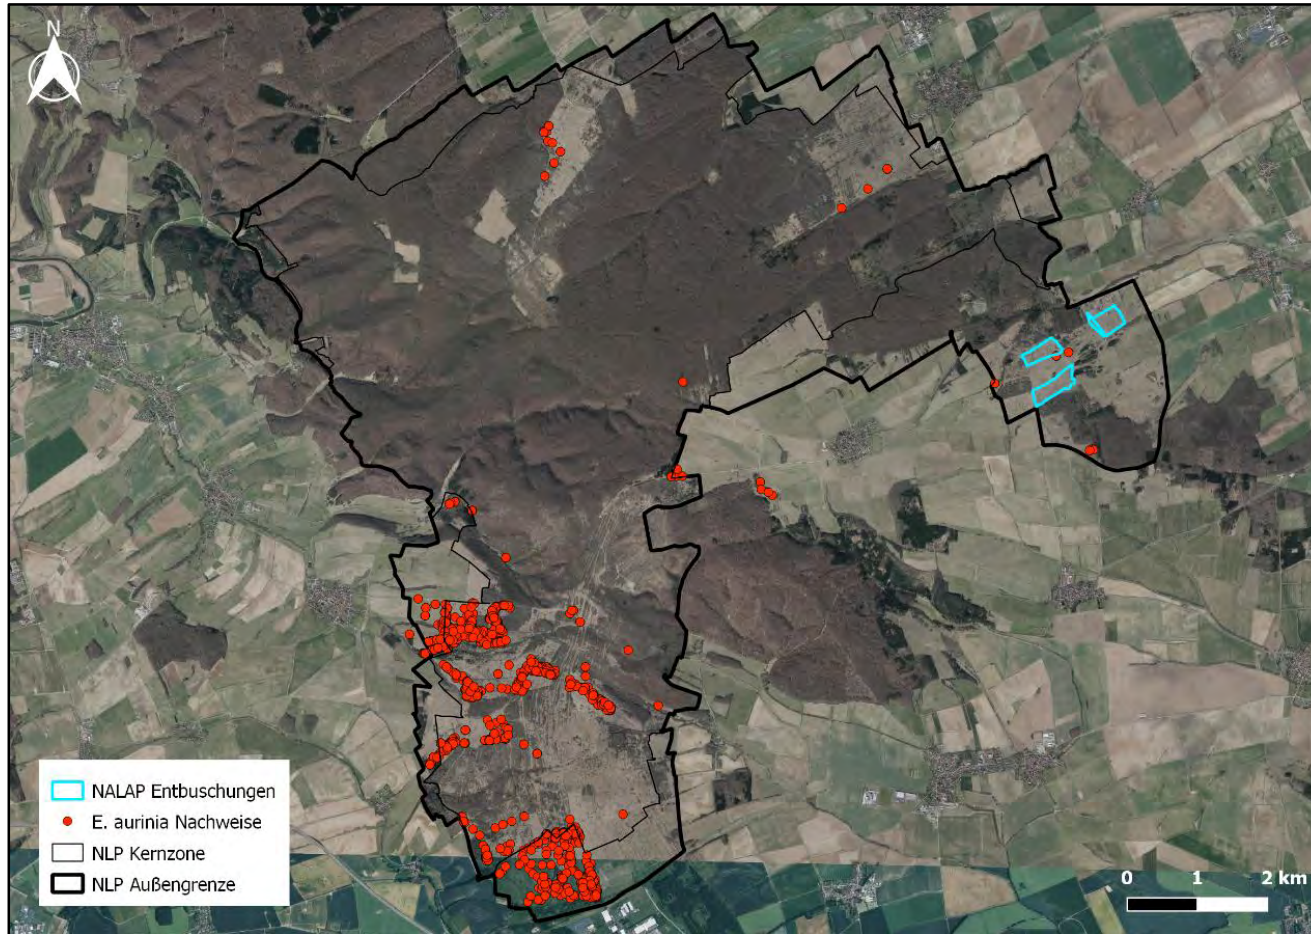 N
NALAP Entbuschungen
E. aurinia Nachweise
NLP Kernzone
NLP Außengrenze
0 1 2 km